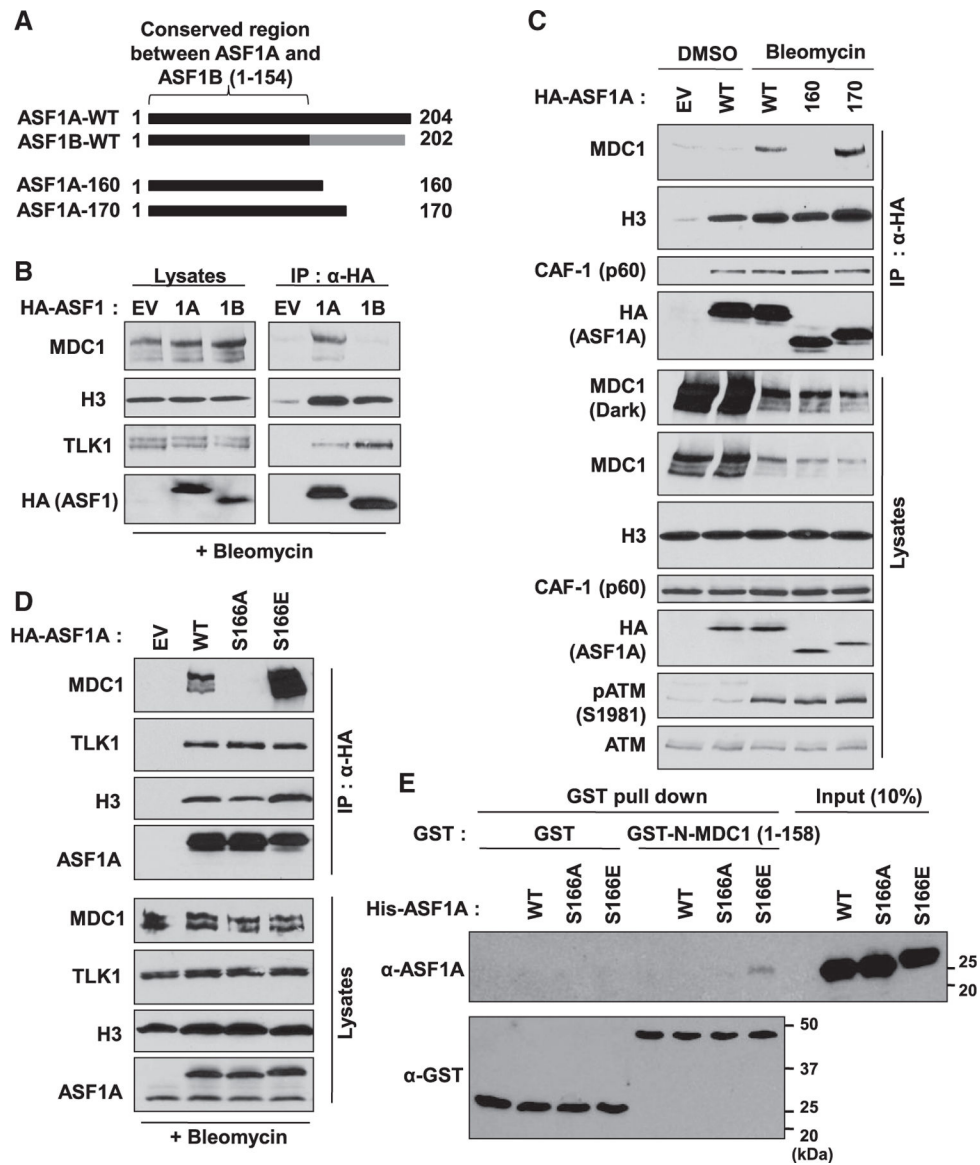 A
Conserved region
between ASF1A and
ASF1B (1-154)
ASF1A-WT 1 204
ASF1B-WT 1 202
ASF1A-160 1 160
ASF1A-170 1 170
B
Lysates IP : α-HA
HA-ASF1 : EV 1A 1B EV 1A 1B
MDC1
H3
TLK1
HA (ASF1)
+ Bleomycin
C
DMSO Bleomycin
HA-ASF1A : EV WT WT 160 170
MDC1
H3
CAF-1 (p60)
HA
(ASF1A)
IP : α-HA
MDC1
(Dark)
MDC1
H3
CAF-1 (p60)
HA
(ASF1A)
pATM
(S1981)
ATM
Lysates
D
HA-ASF1A : EV WT S166A S166E
MDC1
TLK1
H3
ASF1A
IP : α-HA
MDC1
TLK1
H3
ASF1A
Lysates
+ Bleomycin
E
GST pull down Input (10%)
GST : GST GST-N-MDC1 (1-158)
His-ASF1A : WT S166A S166E WT S166A S166E WT S166A S166E
α-ASF1A
25
20
α-GST
50
37
25
20
(kDa)